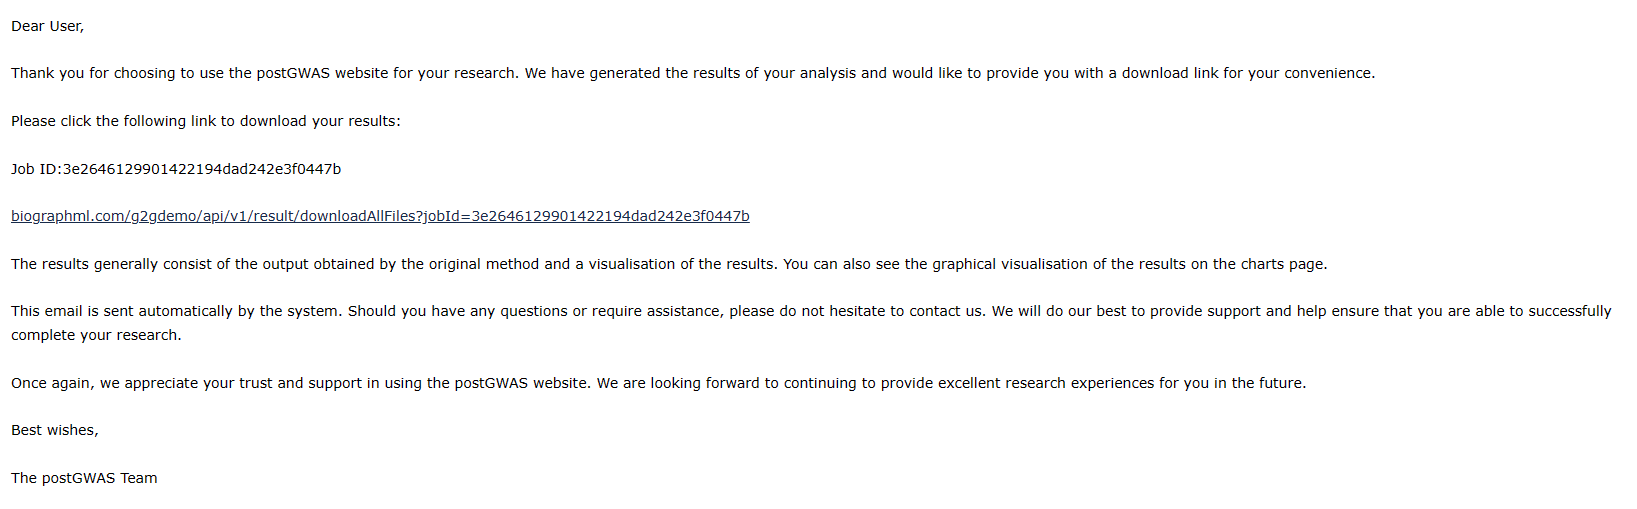 Dear User,
Thank you for choosing to use the postGWAS website for your research. We have generated the results of your analysis and would like to provide you with a download link for your convenience.
Please click the following link to download your results:
Job ID:3e2646129901422194dad242e3f0447b
biographml.com/g2gdemo/api/v1/result/downloadAllFiles?jobId=3e2646129901422194dad242e3f0447b
The results generally consist of the output obtained by the original method and a visualisation of the results. You can also see the graphical visualisation of the results on the charts page.
This email is sent automatically by the system. Should you have any questions or require assistance, please do not hesitate to contact us. We will do our best to provide support and help ensure that you are able to successfully
complete your research.
Once again, we appreciate your trust and support in using the postGWAS website. We are looking forward to continuing to provide excellent research experiences for you in the future.
Best wishes,
The postGWAS Team